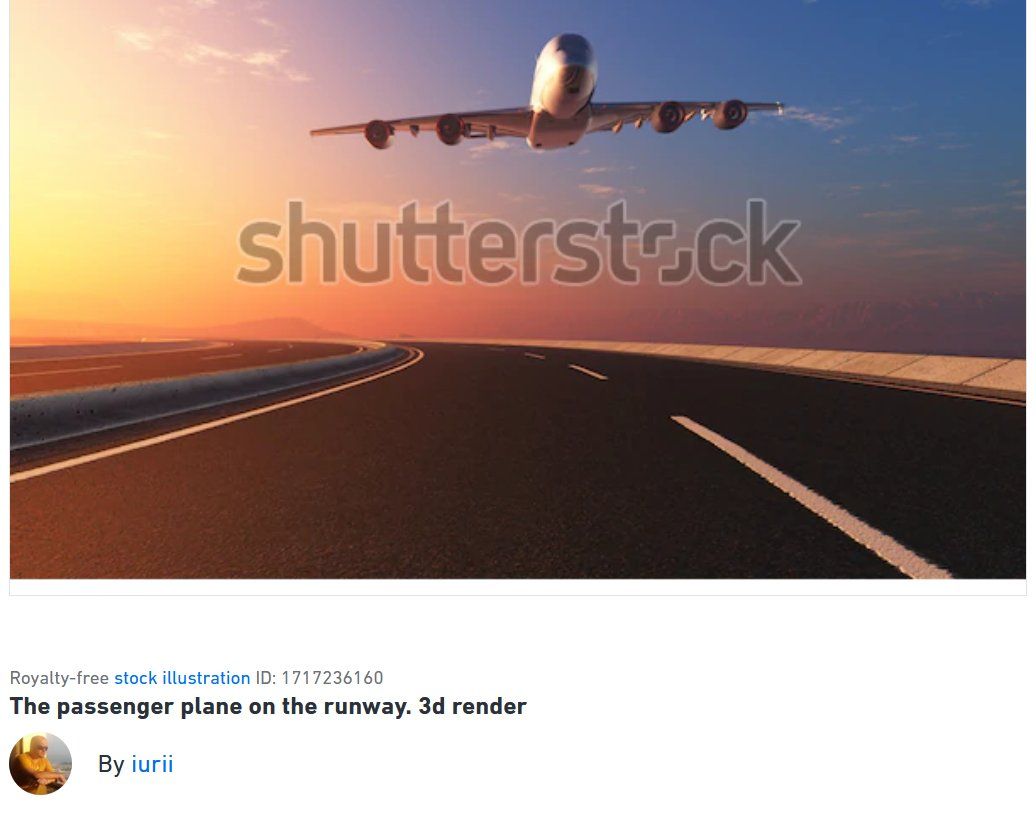 shutterstock
Royalty-free stock illustration ID: 1717236160
The passenger plane on the runway. 3d render
By iurii